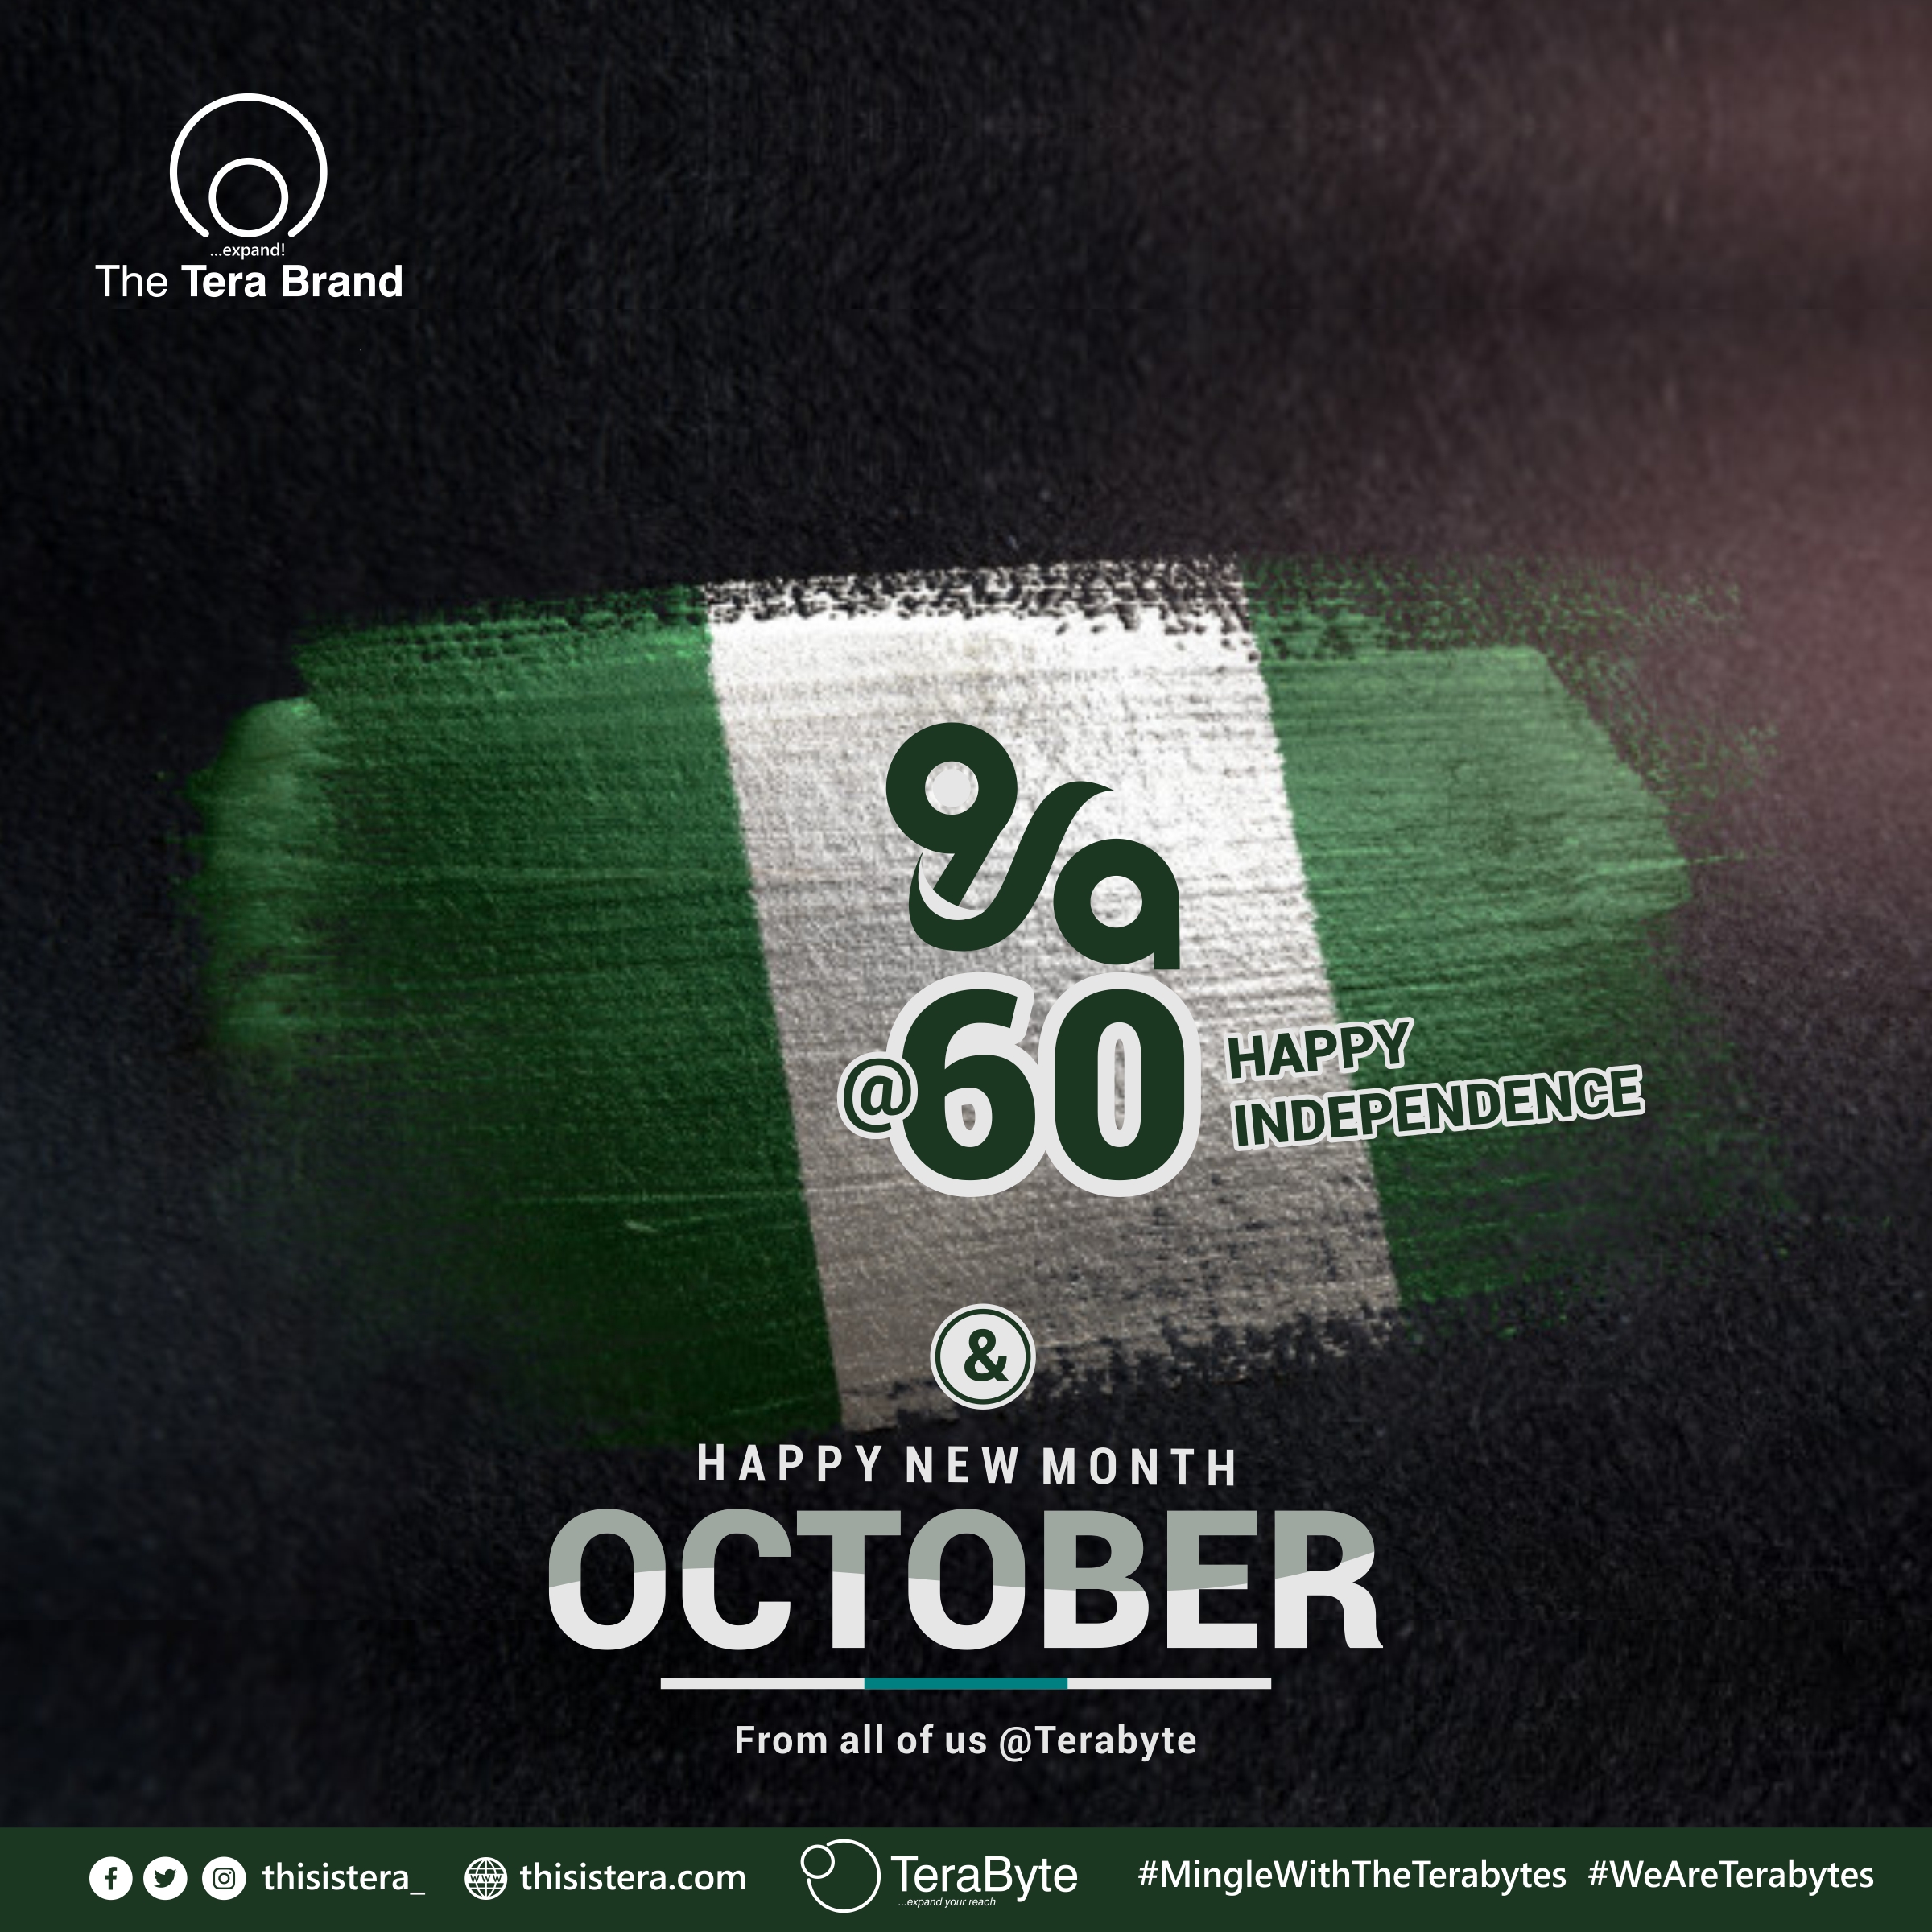 ...expand!
The Tera Brand
@60
HAPPY
INDEPENDENCE
&
HAPPY NEW MONTH
OCTOBER
From all of us @Terabyte
thisistera_
www
thisistera.com
TeraByte
...expand your reach
#MingleWithTheTerabytes #WeAreTerabytes